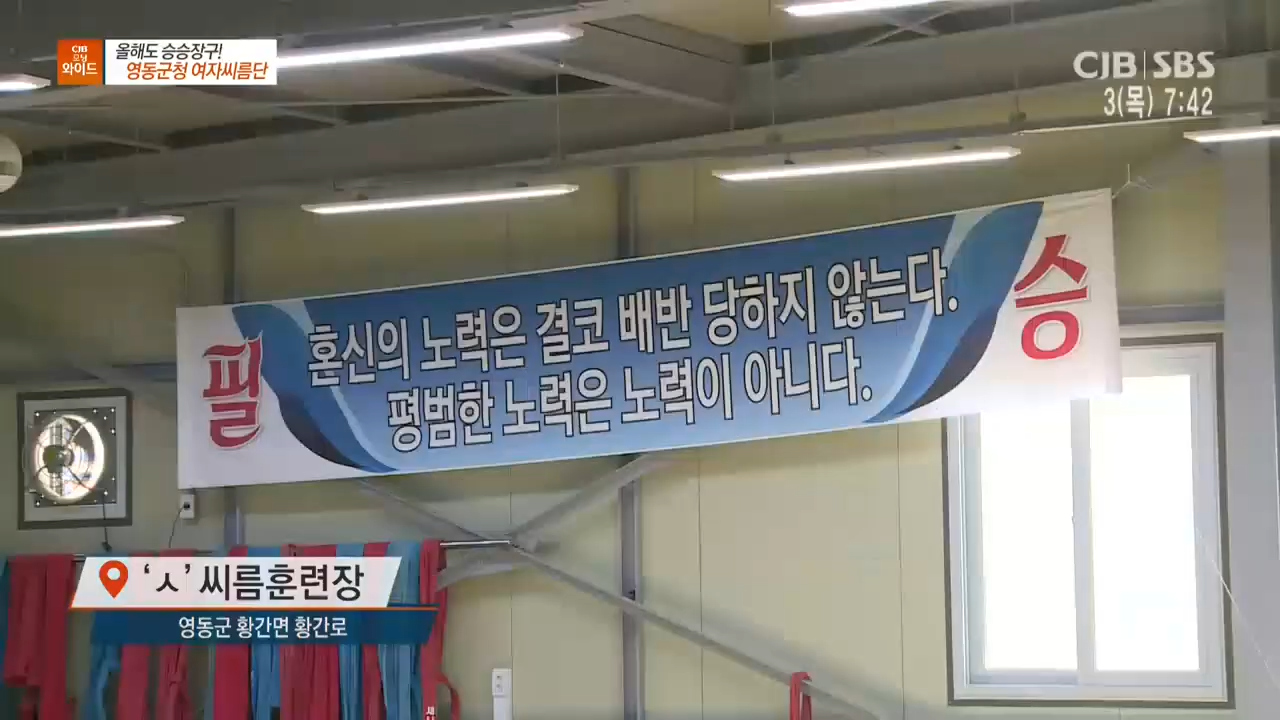 CJB
모닝
와이드
올해도 승승장구!
영동군청 여자씨름단
CJB SBS
3(목) 7:42
필승
혼신의 노력은 결코 배반 당하지 않는다.
평범한 노력은 노력이 아니다.
'ㅅ' 씨름훈련장
영동군 황간면 황간로